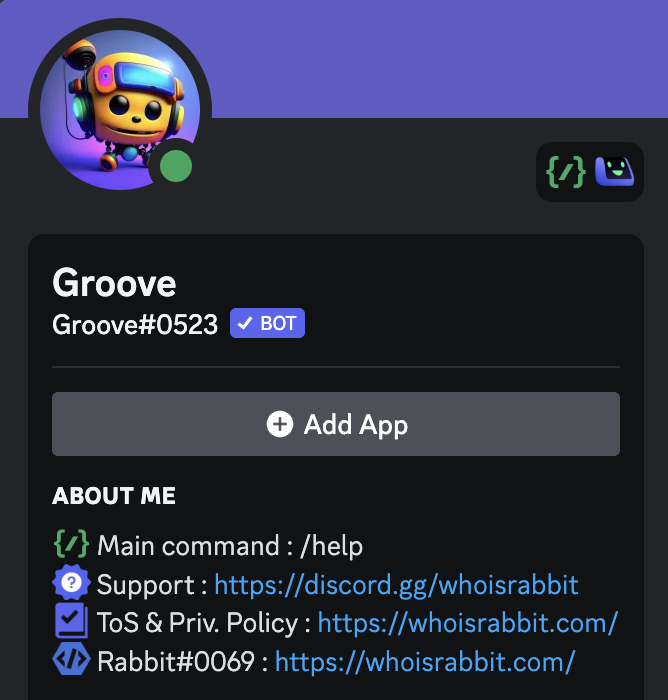 Groove
Groove#0523 BOT
Add App
ABOUT ME
Main command : /help
Support : https://discord.gg/whoisrabbit
ToS & Priv. Policy : https://whoisrabbit.com/
Rabbit#0069 : https://whoisrabbit.com/